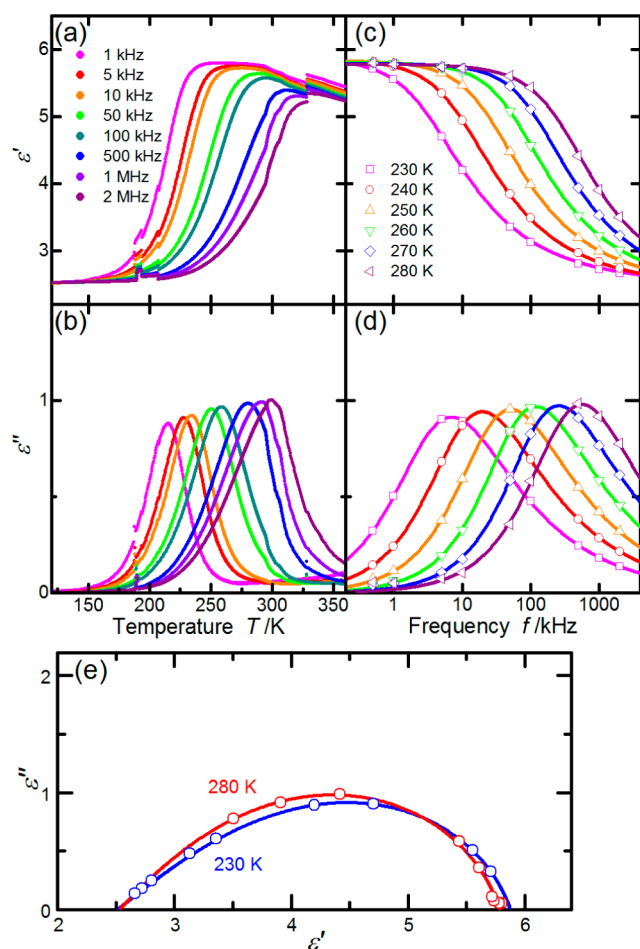 (a)
1 kHz
5 kHz
10 kHz
50 kHz
100 kHz
500 kHz
1 MHz
2 MHz
6
5
4
3
ε'
(c)
230 K
240 K
250 K
260 K
270 K
280 K
(b)
1
0
ε''
150 200 250 300 350
Temperature T /K
(d)
1 10 100 1000
Frequency f /kHz
(e)
2
1
0
ε''
280 K
230 K
2 3 4 5 6
ε'